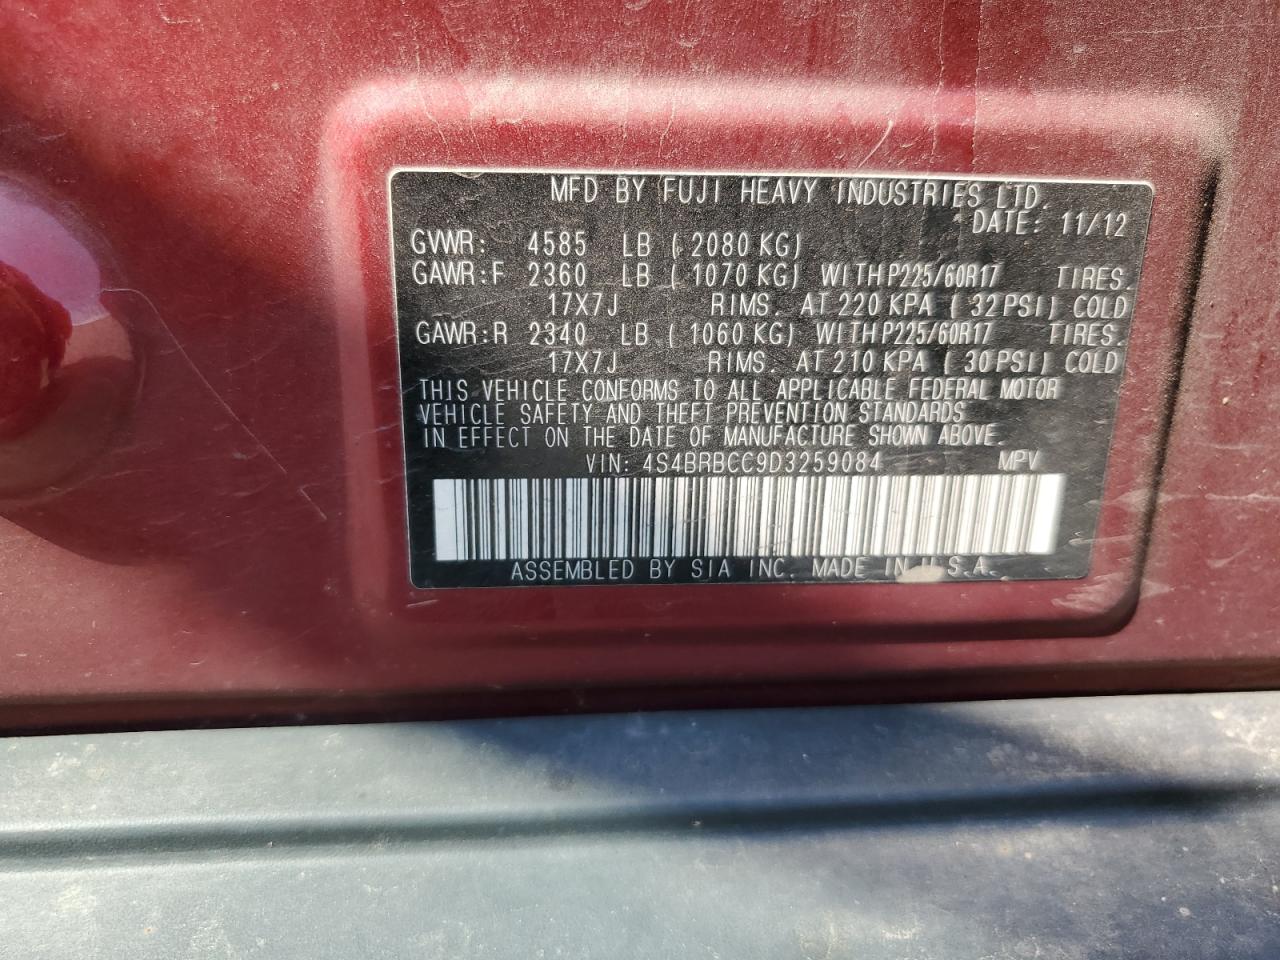 MFD BY FUJI HEAVY INDUSTRIES LTD.
DATE: 11/12
GVWR: 4585 LB ( 2080 KG)
GAWR:F 2360 LB ( 1070 KG) WITH P225/60R17 TIRES.
17X7J RIMS. AT 220 KPA ( 32 PSI) COLD
GAWR:R 2340 LB ( 1060 KG) WITH P225/60R17 TIRES.
17X7J RIMS. AT 210 KPA ( 30 PSI) COLD
THIS VEHICLE CONFORMS TO ALL APPLICABLE FEDERAL MOTOR
VEHICLE SAFETY AND THEFT PREVENTION STANDARDS
IN EFFECT ON THE DATE OF MANUFACTURE SHOWN ABOVE.
VIN: 4S4BRBCC9D3259084 MPV
ASSEMBLED BY SIA INC. MADE IN U.S.A.